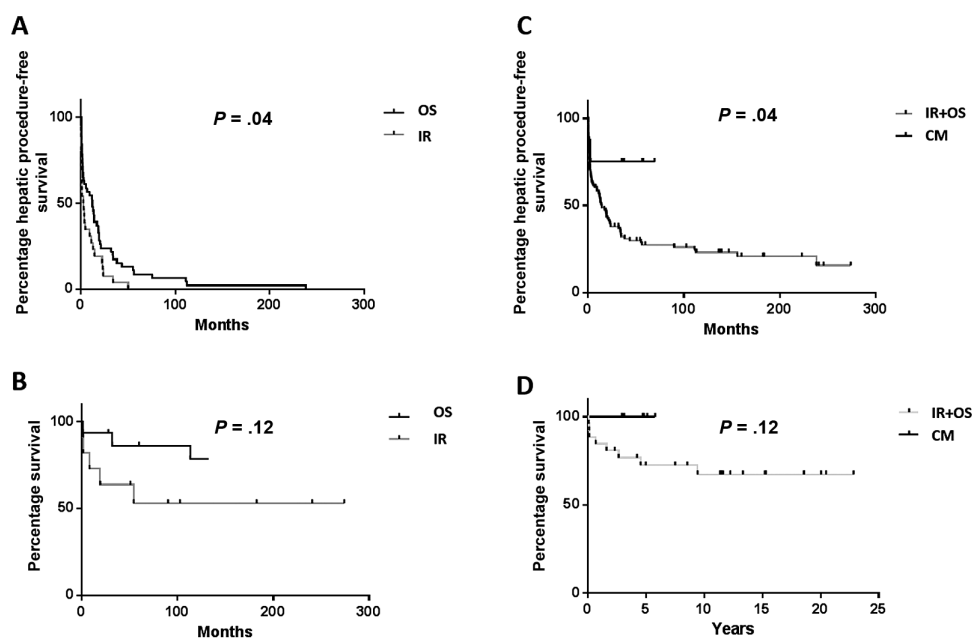 A
Percentage hepatic procedure-free
survival
100
50
0
0
100
200
300
Months
P = .04
OS
IR
C
Percentage hepatic procedure-free
survival
100
50
0
0
100
200
300
Months
P = .04
IR+OS
CM
B
Percentage survival
100
50
0
0
100
200
300
Months
P = .12
OS
IR
D
Percentage survival
100
50
0
0
5
10
15
20
25
Years
P = .12
IR+OS
CM